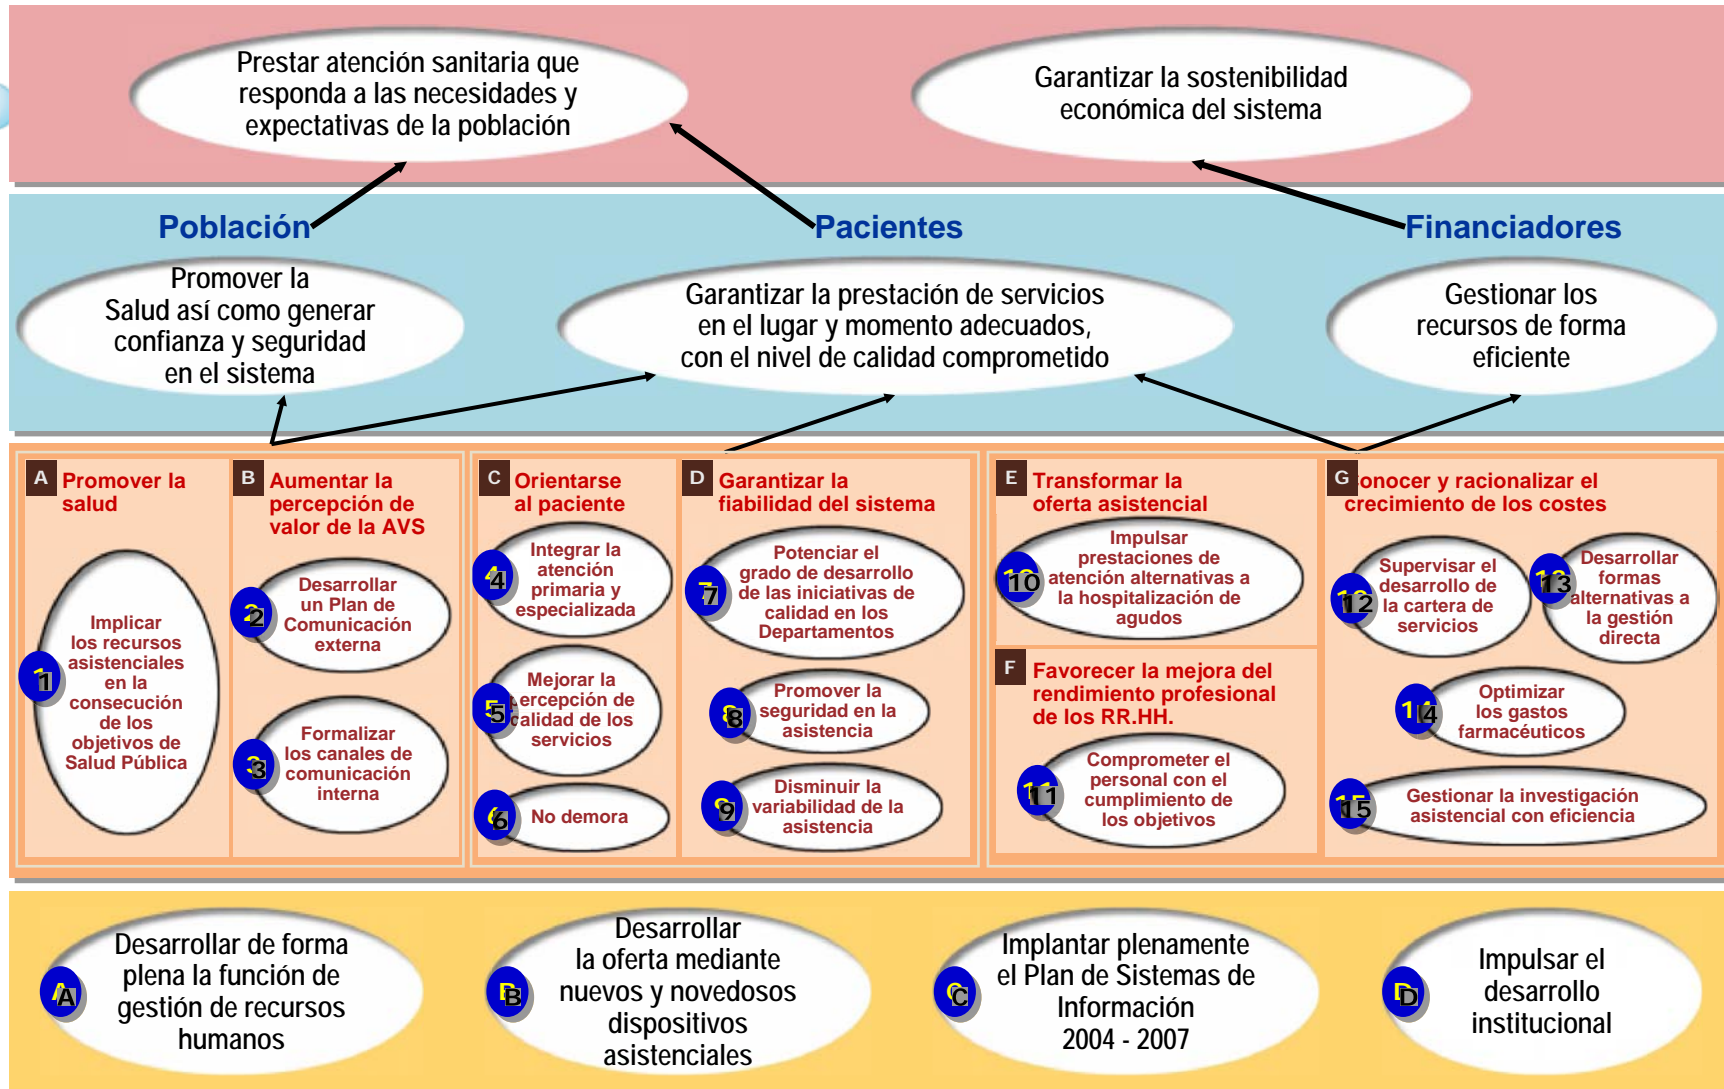 Prestar atención sanitaria que
responda a las necesidades y
expectativas de la población
Garantizar la sostenibilidad
económica del sistema
Población
Pacientes
Financiadores
Promover la
Salud así como generar
confianza y seguridad
en el sistema
Garantizar la prestación de servicios
en el lugar y momento adecuados,
con el nivel de calidad comprometido
Gestionar los
recursos de forma
eficiente
A Promover la
salud
1
Implicar
los recursos
asistenciales
en la
consecución
de los
objetivos de
Salud Pública
B Aumentar la
percepción de
valor de la AVS
2
Desarrollar
un Plan de
Comunicación
externa
3
Formalizar
los canales de
comunicación
interna
C Orientarse
al paciente
4
Integrar la
atención
primaria y
especializada
5
Mejorar la
percepción de
calidad de los
servicios
6
No demora
D Garantizar la
fiabilidad del sistema
7
Potenciar el
grado de desarrollo
de las iniciativas de
calidad en los
Departamentos
8
Promover la
seguridad en la
asistencia
9
Disminuir la
variabilidad de la
asistencia
E Transformar la
oferta asistencial
10
Impulsar
prestaciones de
atención alternativas a
la hospitalización de
agudos
F Favorecer la mejora del
rendimiento profesional
de los RR.HH.
11
Comprometer el
personal con el
cumplimiento de
los objetivos
G onocer y racionalizar el
crecimiento de los costes
12
Supervisar el
desarrollo de
la cartera de
servicios
13
Desarrollar
formas
alternativas a
la gestión
directa
14
Optimizar
los gastos
farmacéuticos
15
Gestionar la investigación
asistencial con eficiencia
A
Desarrollar de forma
plena la función de
gestión de recursos
humanos
B
Desarrollar
la oferta mediante
nuevos y novedosos
dispositivos
asistenciales
C
Implantar plenamente
el Plan de Sistemas de
Información
2004 - 2007
D
Impulsar el
desarrollo
institucional